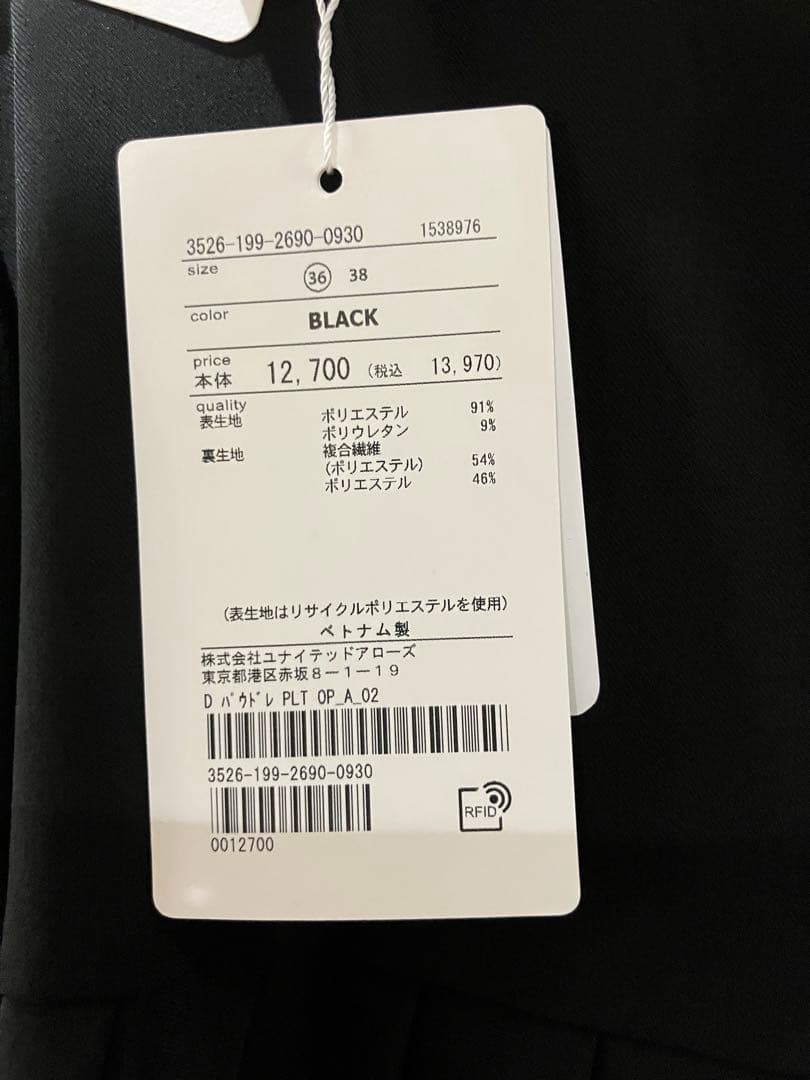 3526-199-2690-0930 1538976
size 36 38
color BLACK
price
本体 12,700 (税込 13,970)
quality
表生地 ポリエステル 91%
ポリウレタン 9%
裏生地 複合繊維
(ポリエステル) 54%
ポリエステル 46%
(表生地はリサイクルポリエステルを使用)
ベトナム製
株式会社ユナイテッドアローズ
東京都港区赤坂8-1-19
D パウドレ PLT OP_A_02
3526-199-2690-0930
RFID
0012700